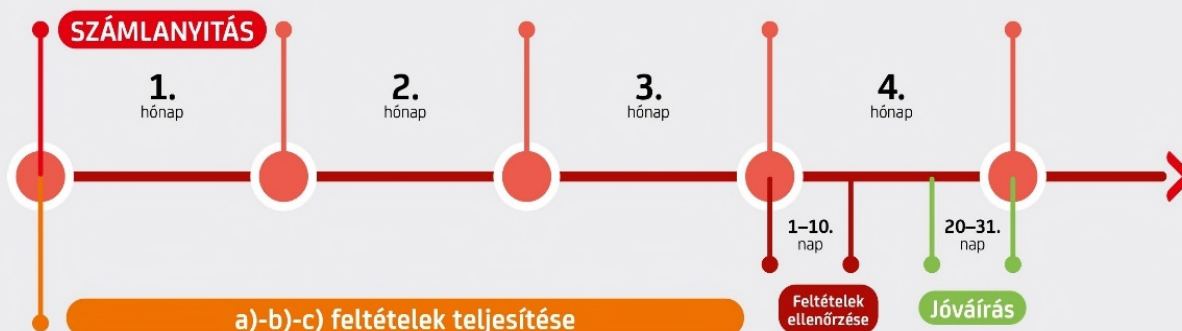 SZÁMLANYITÁS
1.
hónap
2.
hónap
3.
hónap
4.
hónap
1–10.
nap
20–31.
nap
a)-b)-c) feltételek teljesítése
Feltételek
ellenőrzése
Jóváírás